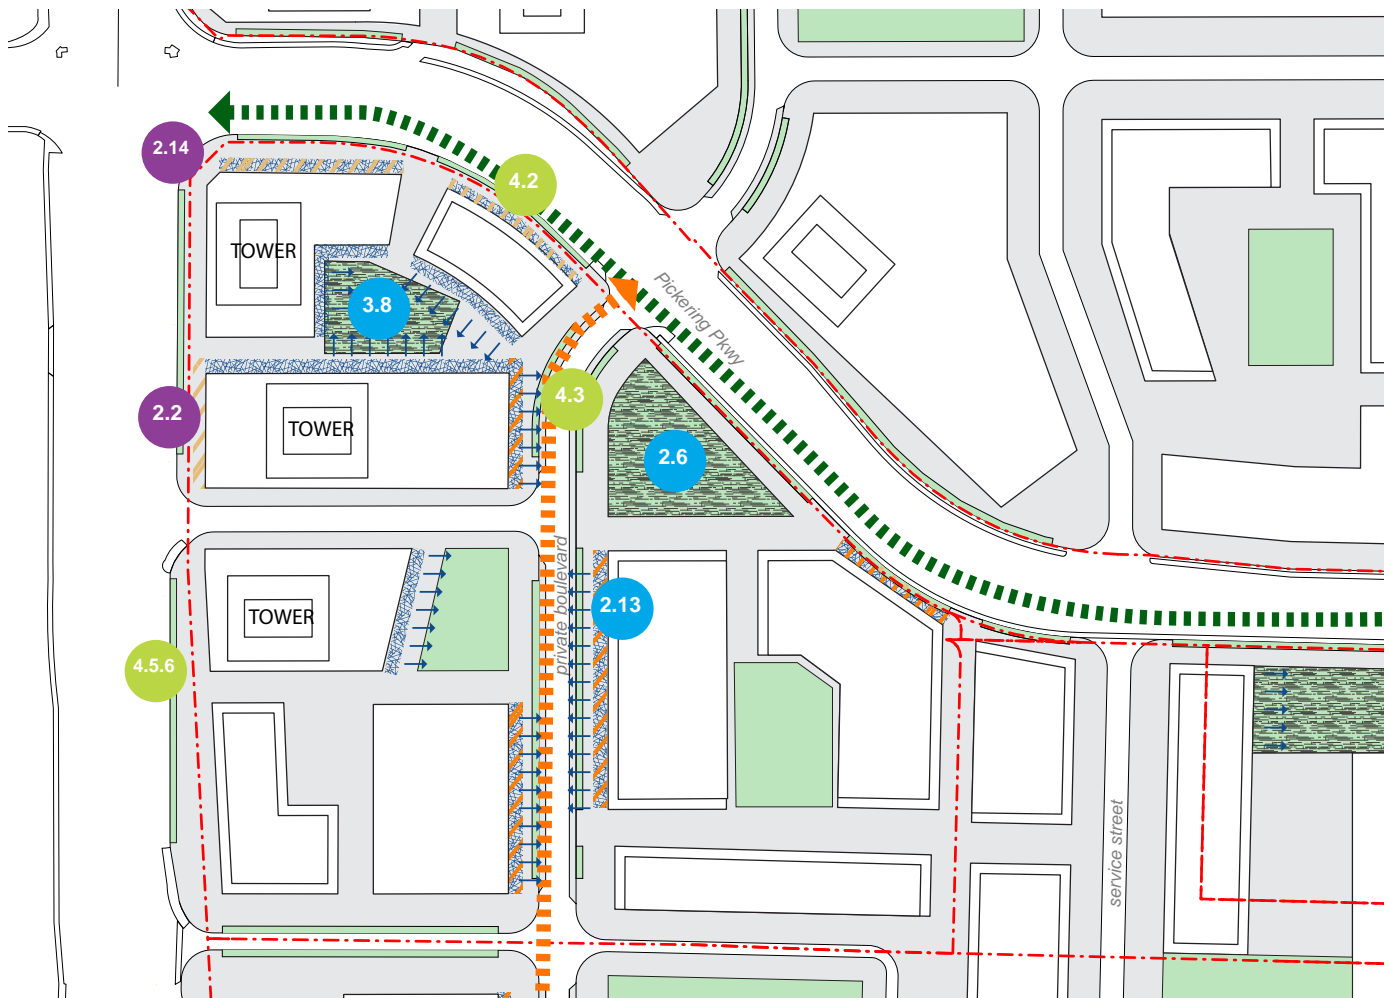 2.14
4.2
TOWER
3.8
Pickering Pkwy
4.3
2.2
TOWER
2.6
private boulevard
2.13
TOWER
4.5.6
service street